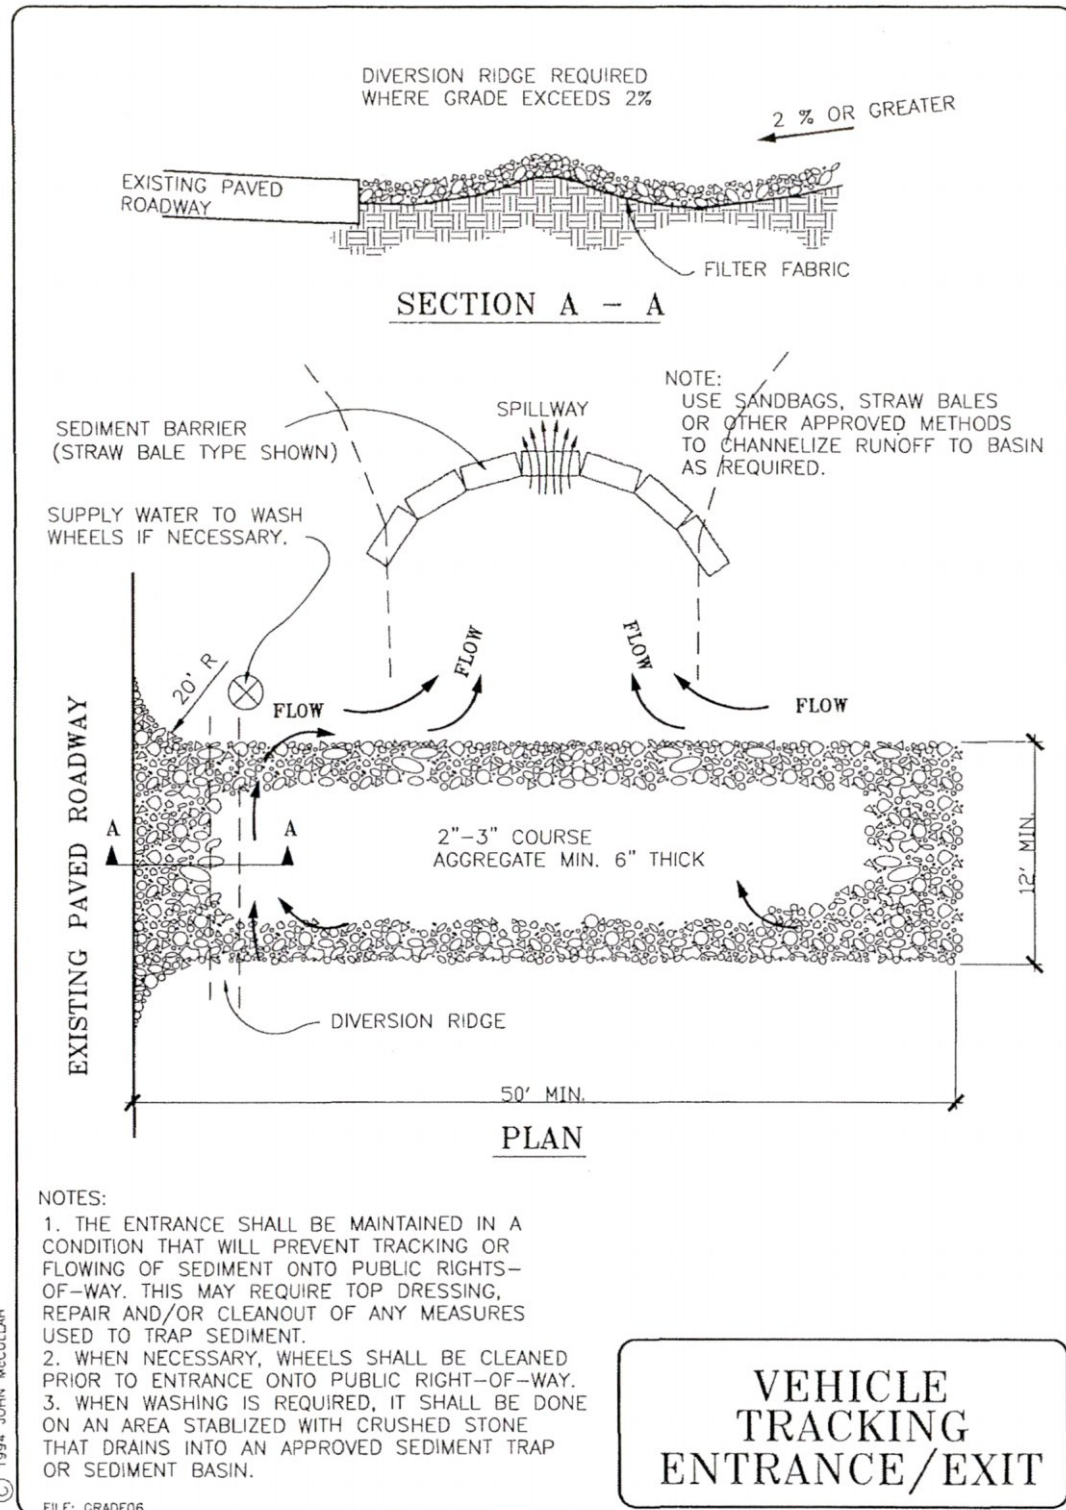 DIVERSION RIDGE REQUIRED
WHERE GRADE EXCEEDS 2%
2 % OR GREATER
EXISTING PAVED
ROADWAY
FILTER FABRIC
SECTION A - A
NOTE:
USE SANDBAGS, STRAW BALES
OR OTHER APPROVED METHODS
TO CHANNELIZE RUNOFF TO BASIN
AS REQUIRED.
SPILLWAY
SEDIMENT BARRIER
(STRAW BALE TYPE SHOWN)
SUPPLY WATER TO WASH
WHEELS IF NECESSARY.
20' R
FLOW
FLOW
FLOW
FLOW
EXISTING PAVED ROADWAY
A
A
2"-3" COURSE
AGGREGATE MIN. 6" THICK
12' MIN.
DIVERSION RIDGE
50' MIN.
PLAN
NOTES:
1. THE ENTRANCE SHALL BE MAINTAINED IN A
CONDITION THAT WILL PREVENT TRACKING OR
FLOWING OF SEDIMENT ONTO PUBLIC RIGHTS-
OF-WAY. THIS MAY REQUIRE TOP DRESSING,
REPAIR AND/OR CLEANOUT OF ANY MEASURES
USED TO TRAP SEDIMENT.
2. WHEN NECESSARY, WHEELS SHALL BE CLEANED
PRIOR TO ENTRANCE ONTO PUBLIC RIGHT-OF-WAY.
3. WHEN WASHING IS REQUIRED, IT SHALL BE DONE
ON AN AREA STABLIZED WITH CRUSHED STONE
THAT DRAINS INTO AN APPROVED SEDIMENT TRAP
OR SEDIMENT BASIN.
FILE: GRADE06
VEHICLE
TRACKING
ENTRANCE/EXIT
© 1994 JOHN McCULLAH